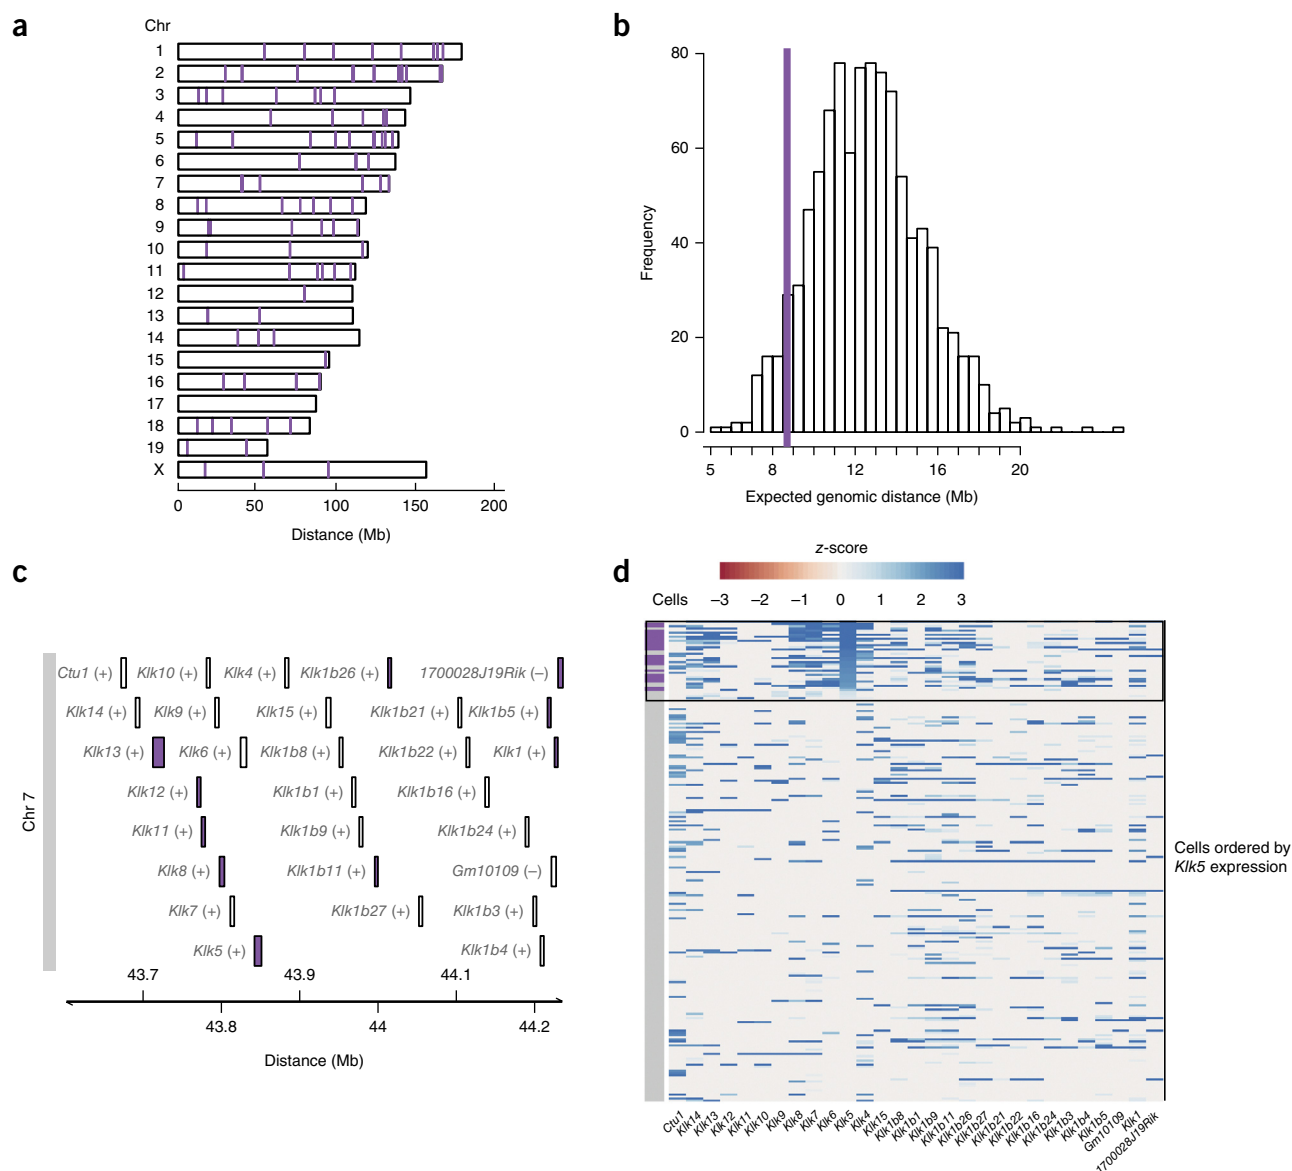 a
Chr
1
2
3
4
5
6
7
8
9
10
11
12
13
14
15
16
17
18
19
X
0 50 100 150 200
Distance (Mb)
b
80
60
40
20
0
Frequency
5 8 12 16 20
Expected genomic distance (Mb)
c
Chr 7
Ctu1 (+) Klk10 (+) Klk4 (+) Klk1b26 (+) 1700028J19Rik (–)
Klk14 (+) Klk9 (+) Klk15 (+) Klk1b21 (+) Klk1b5 (+)
Klk13 (+) Klk6 (+) Klk1b8 (+) Klk1b22 (+) Klk1 (+)
Klk12 (+) Klk1b1 (+) Klk1b16 (+)
Klk11 (+) Klk1b9 (+) Klk1b24 (+)
Klk8 (+) Klk1b11 (+) Gm10109 (–)
Klk7 (+) Klk1b27 (+) Klk1b3 (+)
Klk5 (+) Klk1b4 (+)
43.7 43.9 44.1
43.8 44 44.2
Distance (Mb)
d
z-score
Cells –3 –2 –1 0 1 2 3
Cells ordered by
Klk5 expression
Ctu1
Klk14
Klk13
Klk12
Klk11
Klk10
Klk9
Klk8
Klk7
Klk6
Klk5
Klk4
Klk15
Klk1b8
Klk1b1
Klk1b9
Klk1b11
Klk1b26
Klk1b27
Klk1b21
Klk1b22
Klk1b16
Klk1b24
Klk1b3
Klk1b4
Klk1b5
Gm10109
Klk1
1700028J19Rik